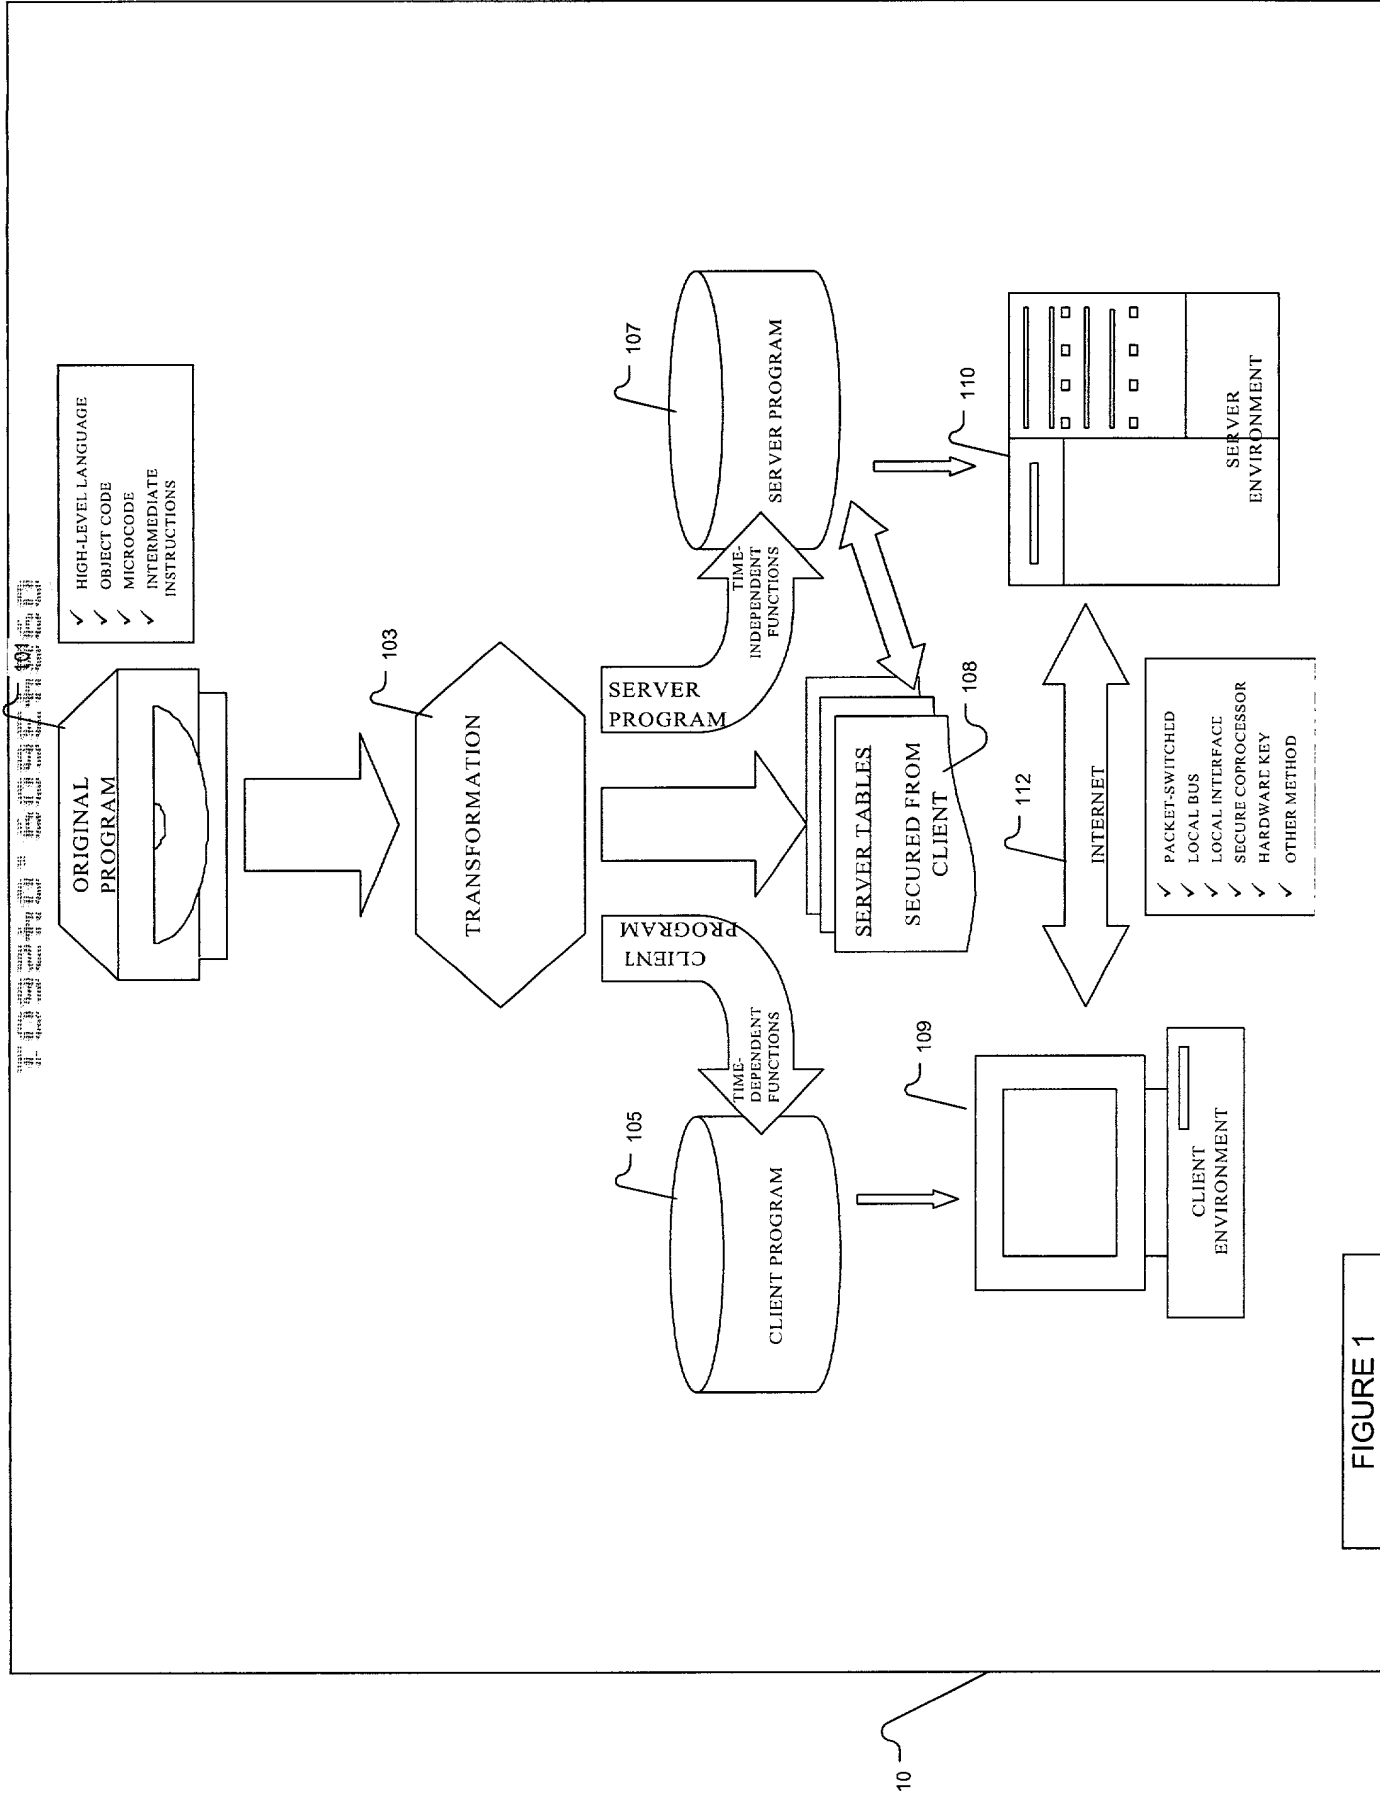 101
ORIGINAL
PROGRAM
✓ HIGH-LEVEL LANGUAGE
✓ OBJECT CODE
✓ MICROCODE
✓ INTERMEDIATE
INSTRUCTIONS
103
TRANSFORMATION
CLIENT
PROGRAM
SERVER
PROGRAM
TIME-
DEPENDENT
FUNCTIONS
TIME-
INDEPENDENT
FUNCTIONS
105
CLIENT PROGRAM
107
SERVER PROGRAM
SERVER TABLES
SECURED FROM
CLIENT
108
109
CLIENT
ENVIRONMENT
112
INTERNET
110
SERVER
ENVIRONMENT
✓ PACKET-SWITCHED
✓ LOCAL BUS
✓ LOCAL INTERFACE
✓ SECURE COPROCESSOR
✓ HARDWARE KEY
✓ OTHER METHOD
10
FIGURE 1